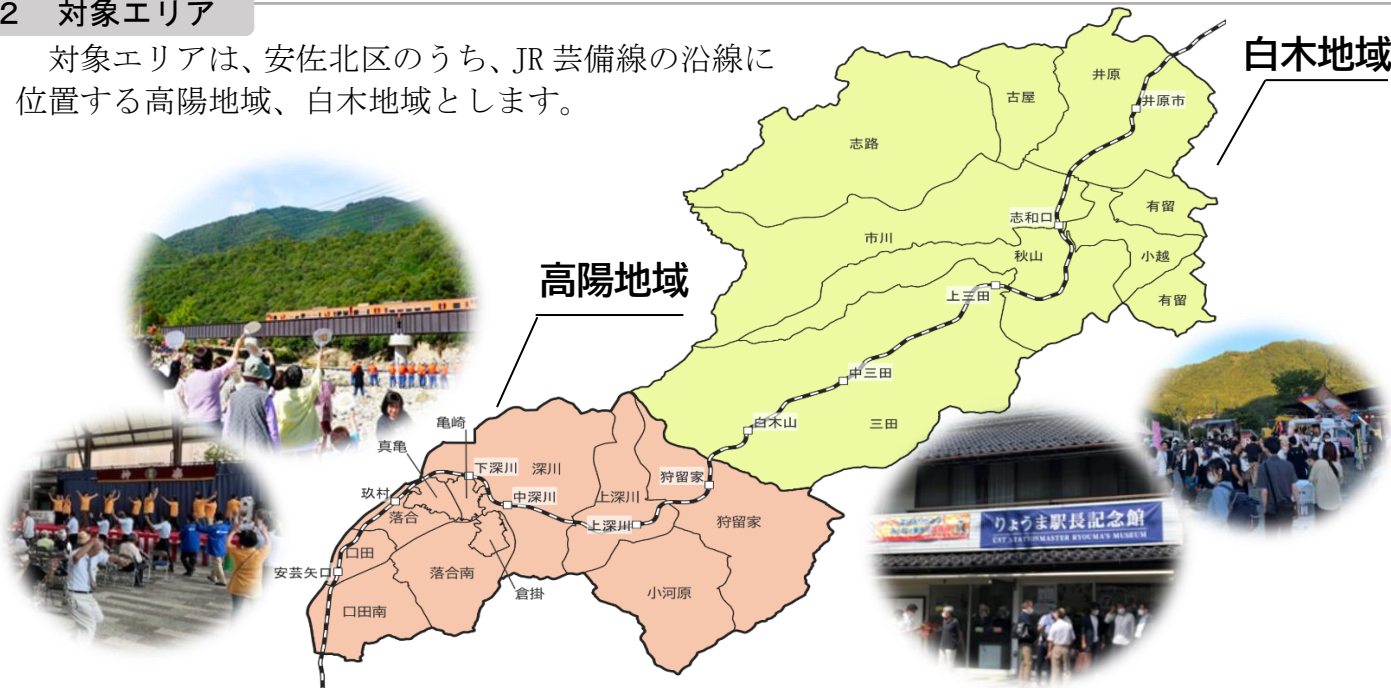 2 対象エリア
対象エリアは、安佐北区のうち、JR 芸備線の沿線に
位置する高陽地域、白木地域とします。
白木地域
井原
古屋
井原市
志路
有留
志和口
市川
秋山
小越
高陽地域
上三田
有留
中三田
亀崎
白木山
三田
真亀
下深川
深川
狩留家
玖村
中深川
上深川
落合
上深川
狩留家
りょうま駅長記念館
CAT STATIONMASTER RYOUMA'S MUSEUM
口田
安芸矢口
落合南
倉掛
小河原
口田南